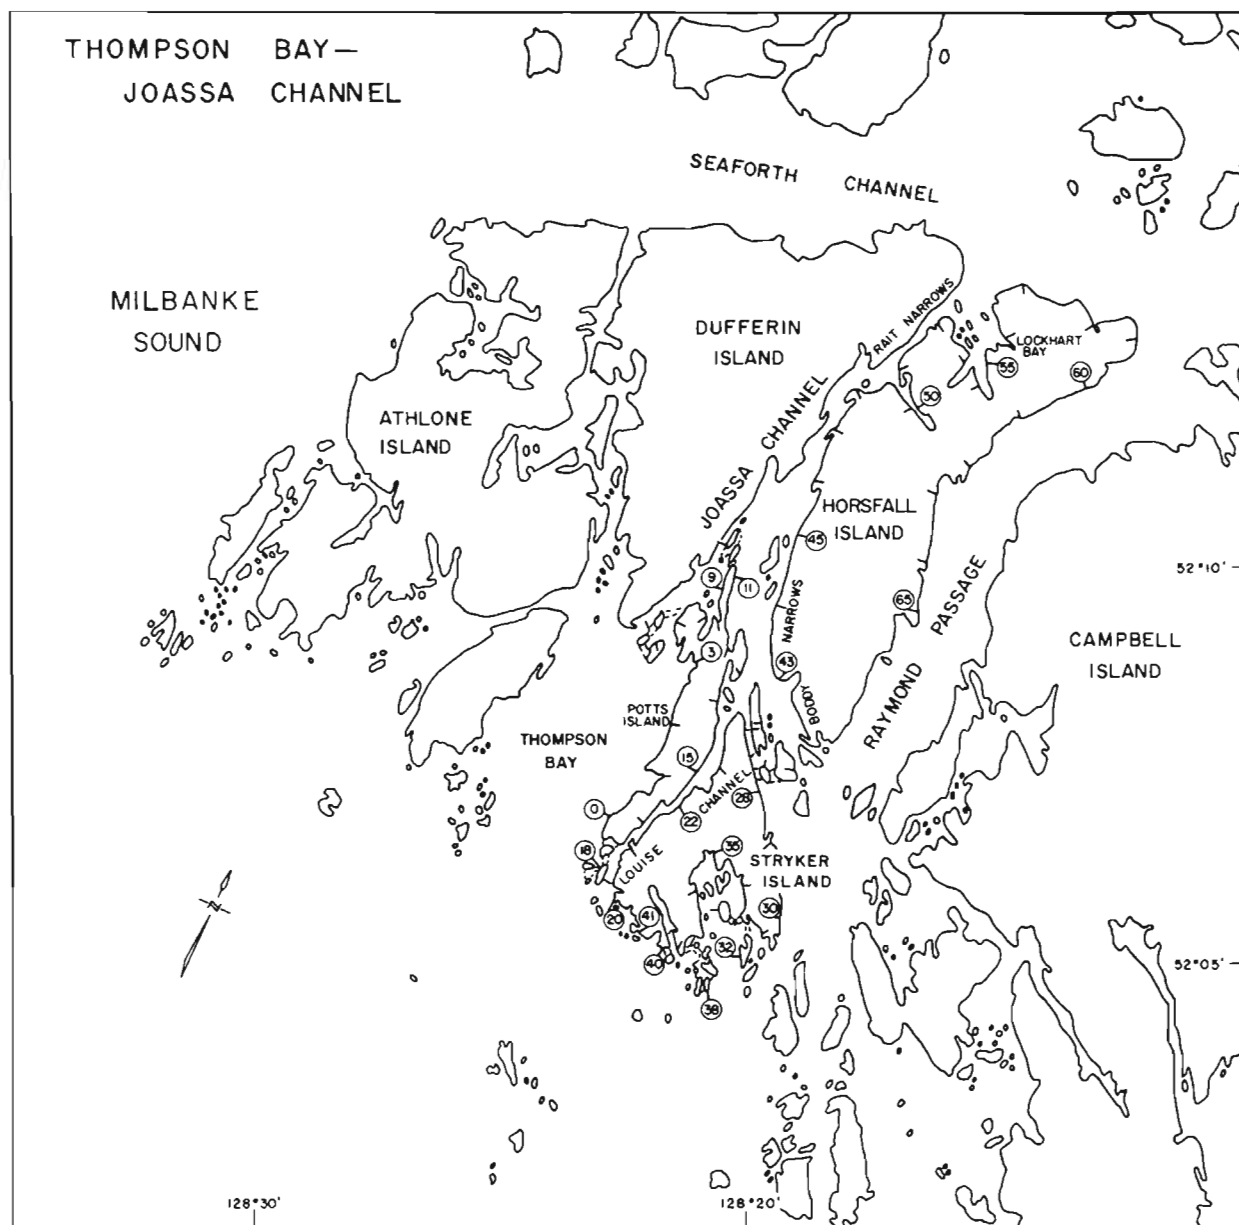 THOMPSON BAY—
JOASSA CHANNEL
SEAFORTH CHANNEL
MILBANKE
SOUND
DUFFERIN
ISLAND
RAIT NARROWS
LOCKHART
BAY
55
60
50
ATHLONE
ISLAND
JOASSA CHANNEL
HORSFALL
ISLAND
45
52°10'
9
11
NARROWS
65
RAYMOND PASSAGE
CAMPBELL
ISLAND
3
43
BODDY
POTTS
ISLAND
THOMPSON
BAY
15
CHANNEL
28
0
22
18
LOUISE
35
STRYKER
ISLAND
N
20
41
30
32
40
52°05'
38
128°30'
128°20'